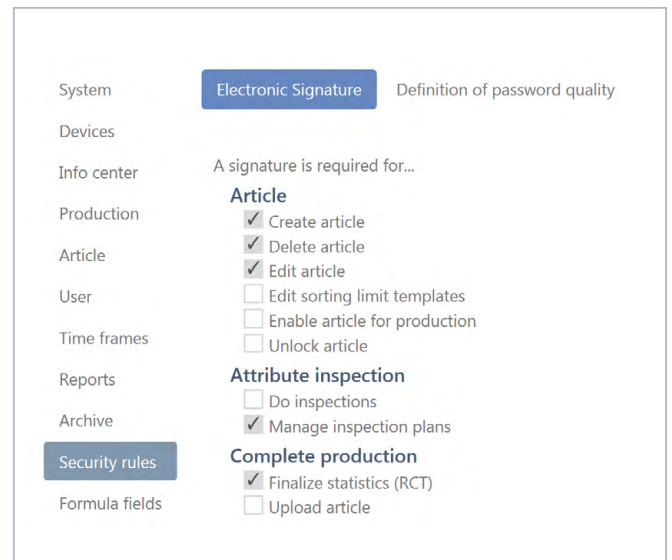 System
Devices
Info center
Production
Article
User
Time frames
Reports
Archive
Security rules
Formula fields
Electronic Signature
Definition of password quality
A signature is required for...
Article
Create article
Delete article
Edit article
Edit sorting limit templates
Enable article for production
Unlock article
Attribute inspection
Do inspections
Manage inspection plans
Complete production
Finalize statistics (RCT)
Upload article